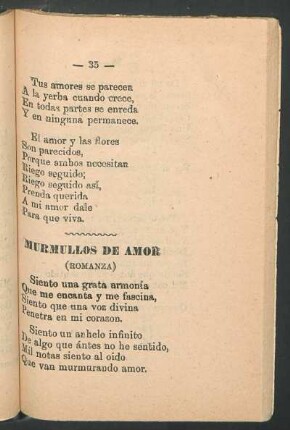 — 35 —
Tus amores se parecen
A la yerba cuando crece,
En todas partes se enreda
Y en ninguna permanece.
El amor y las flores
Son parecidos,
Porque ambos necesitan
Riego seguido;
Riego seguido asi,
Prenda querida
A mi amor dale
Para que viva.
MURMULLOS DE AMOR
(ROMANZA)
Siento una grata armonía
Que me encanta y me fascina,
Siento que una voz divina
Penetra en mi corazon.
Siento un anhelo infinito
De algo que ántes no he sentido,
Mil notas siento al oido
Que van murmurando amor.